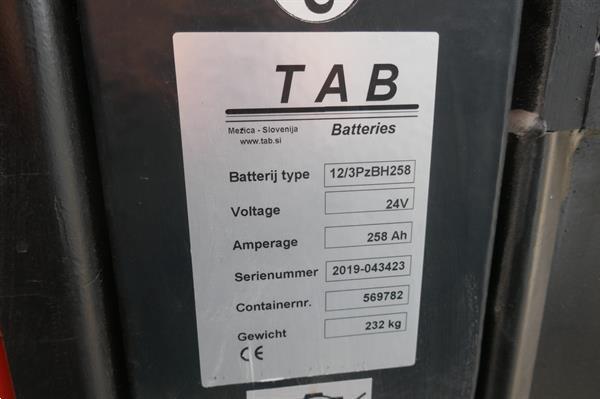 TAB
Mežica - Slovenija
www.tab.si
Batteries
Batterij type 12/3PzBH258
Voltage 24V
Amperage 258 Ah
Serienummer 2019-043423
Containernr. 569782
Gewicht 232 kg
CE